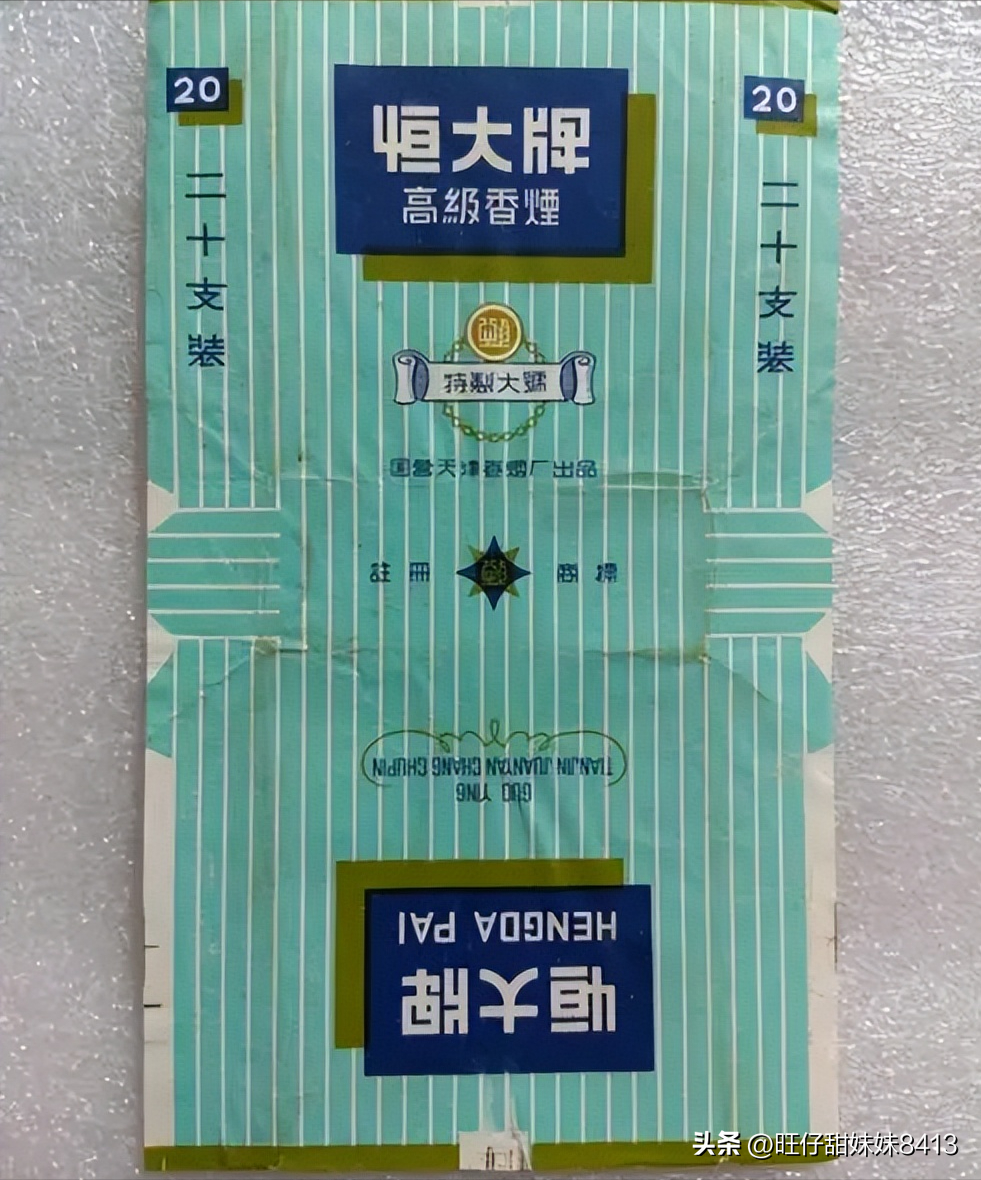 20
二十支装
恒大牌
高級香煙
20
二十支装
特製大號
国营天津卷烟厂出品
註冊 商標
GUO YING
TIANJIN JUANYAN CHANG CHUPIN
恒大牌
HENGDA PAI
头条 @旺仔甜妹妹8413